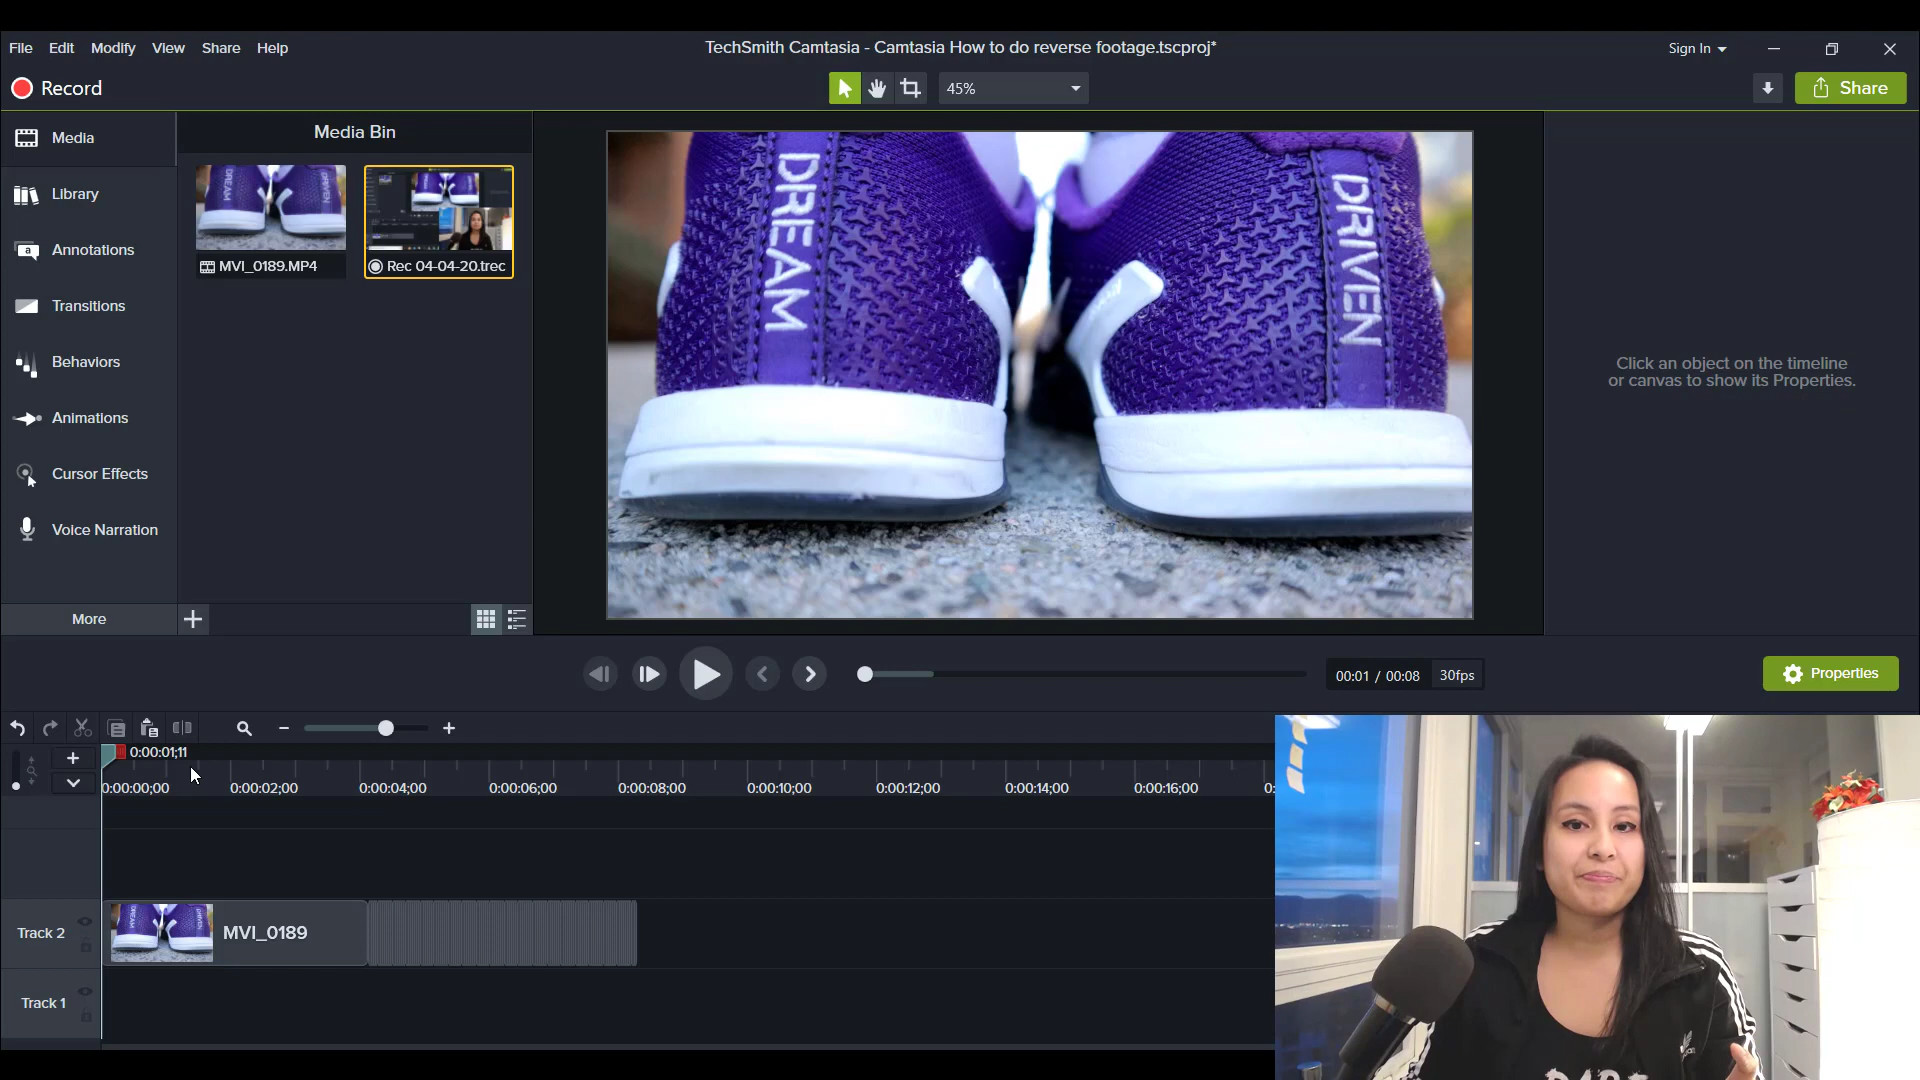 File Edit Modify View Share Help
TechSmith Camtasia - Camtasia How to do reverse footage.tscproj*
Sign In
Record
45%
Share
Media
Library
Annotations
Transitions
Behaviors
Animations
Cursor Effects
Voice Narration
More
Media Bin
DREAM
DRIVEN
MVI_0189.MP4
Rec 04-04-20.trec
DREAM
DRIVEN
Click an object on the timeline
or canvas to show its Properties.
00:01 / 00:08 30fps
Properties
0:00:01;11
0:00:00;00 0:00:02;00 0:00:04;00 0:00:06;00 0:00:08;00 0:00:10;00 0:00:12;00 0:00:14;00 0:00:16;00 0:
Track 2
MVI_0189
Track 1